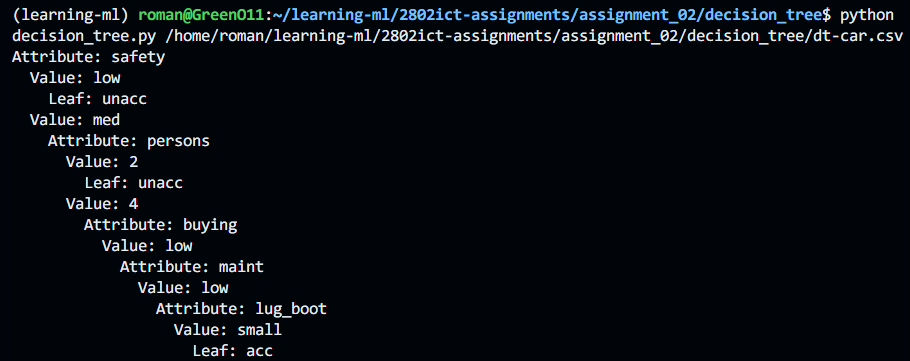 (learning-ml) roman@GreenO11:~/learning-ml/2802ict-assignments/assignment_02/decision_tree$ python
decision_tree.py /home/roman/learning-ml/2802ict-assignments/assignment_02/decision_tree/dt-car.csv
Attribute: safety
  Value: low
    Leaf: unacc
  Value: med
    Attribute: persons
      Value: 2
        Leaf: unacc
      Value: 4
        Attribute: buying
          Value: low
            Attribute: maint
              Value: low
                Attribute: lug_boot
                  Value: small
                    Leaf: acc